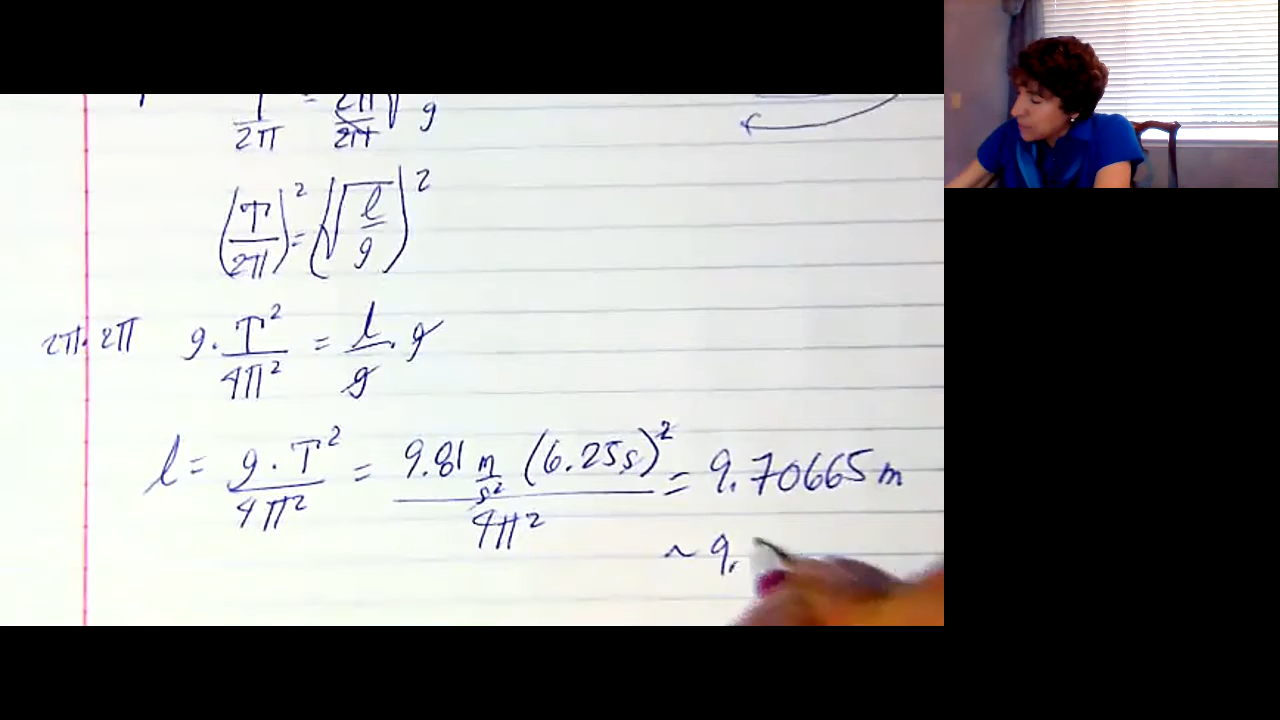 T/2π = 2π/2π √ g
(T/2π)² = (√l/g)²
2π·2π g · T²/4π² = l/g · g
l = g · T²/4π² = 9.81 m/s² (6.25s)²/4π² = 9.70665 m
~ 9.